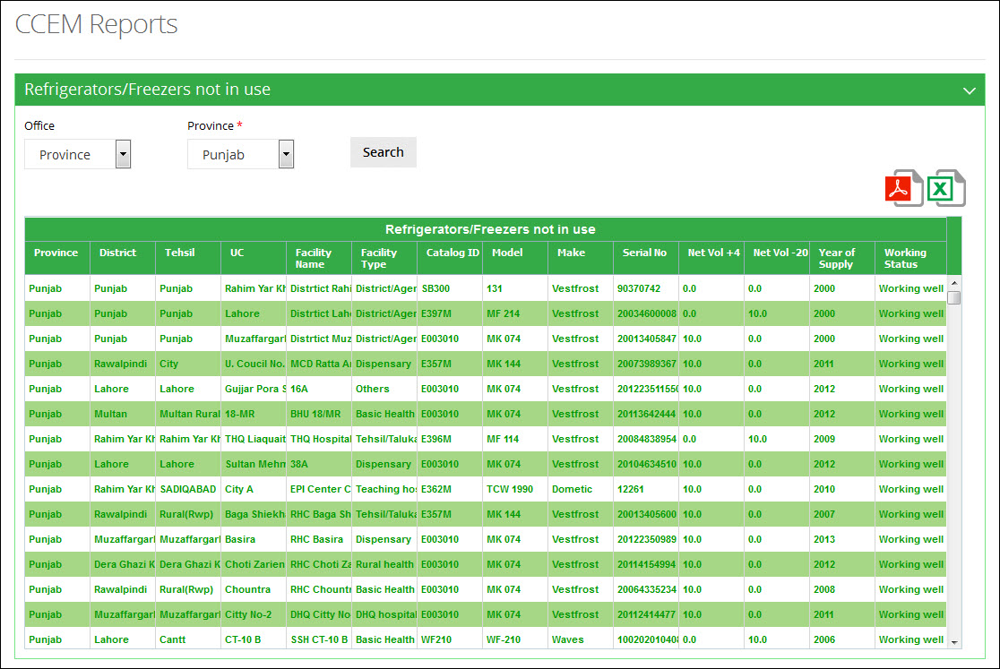 CCEM Reports
Refrigerators/Freezers not in use
Office Province *
Province Punjab Search
Refrigerators/Freezers not in use
Province District Tehsil UC Facility Name Facility Type Catalog ID Model Make Serial No Net Vol +4 Net Vol -20 Year of Supply Working Status
Punjab Punjab Punjab Rahim Yar Kh Distrtict Rahi District/Agen SB300 131 Vestfrost 90370742 0.0 0.0 2000 Working well
Punjab Punjab Punjab Lahore Distrtict Laho District/Agen E397M MF 214 Vestfrost 20034600008 0.0 10.0 2000 Working well
Punjab Punjab Punjab Muzaffargarh Distrtict Muz District/Agen E003010 MK 074 Vestfrost 20013405847 10.0 0.0 2000 Working well
Punjab Rawalpindi City U. Coucil No. MCD Ratta Am Dispensary E357M MK 144 Vestfrost 20073989367 10.0 0.0 2011 Working well
Punjab Lahore Lahore Gujjar Pora S 16A Others E003010 MK 074 Vestfrost 20122351155 10.0 0.0 2012 Working well
Punjab Multan Multan Rural 18-MR BHU 18/MR Basic Health E003010 MK 074 Vestfrost 20113642444 10.0 0.0 2012 Working well
Punjab Rahim Yar Kh Rahim Yar Kh THQ Liaquait THQ Hospital Tehsil/Taluka E396M MF 114 Vestfrost 20084838954 0.0 10.0 2009 Working well
Punjab Lahore Lahore Sultan Mehm 38A Dispensary E003010 MK 074 Vestfrost 20104634510 10.0 0.0 2012 Working well
Punjab Rahim Yar Kh SADIQABAD City A EPI Center C Teaching hos E362M TCW 1990 Dometic 12261 10.0 0.0 2010 Working well
Punjab Rawalpindi Rural(Rwp) Baga Shiekha RHC Baga Sh Tehsil/Taluka E357M MK 144 Vestfrost 20013405600 10.0 0.0 2007 Working well
Punjab Muzaffargarh Muzaffargarh Basira RHC Basira Dispensary E003010 MK 074 Vestfrost 20122350989 10.0 0.0 2013 Working well
Punjab Dera Ghazi K Dera Ghazi K Choti Zarien RHC Choti Za Rural health E003010 MK 074 Vestfrost 20114154994 10.0 0.0 2012 Working well
Punjab Rawalpindi Rural(Rwp) Chountra RHC Chountr Basic Health E003010 MK 074 Vestfrost 20064335234 10.0 0.0 2008 Working well
Punjab Muzaffargarh Muzaffargarh Citty No-2 DHQ Citty No DHQ hospital E003010 MK 074 Vestfrost 20112414477 10.0 0.0 2011 Working well
Punjab Lahore Cantt CT-10 B SSH CT-10 B Basic Health WF210 WF-210 Waves 10020201040 0.0 10.0 2006 Working well